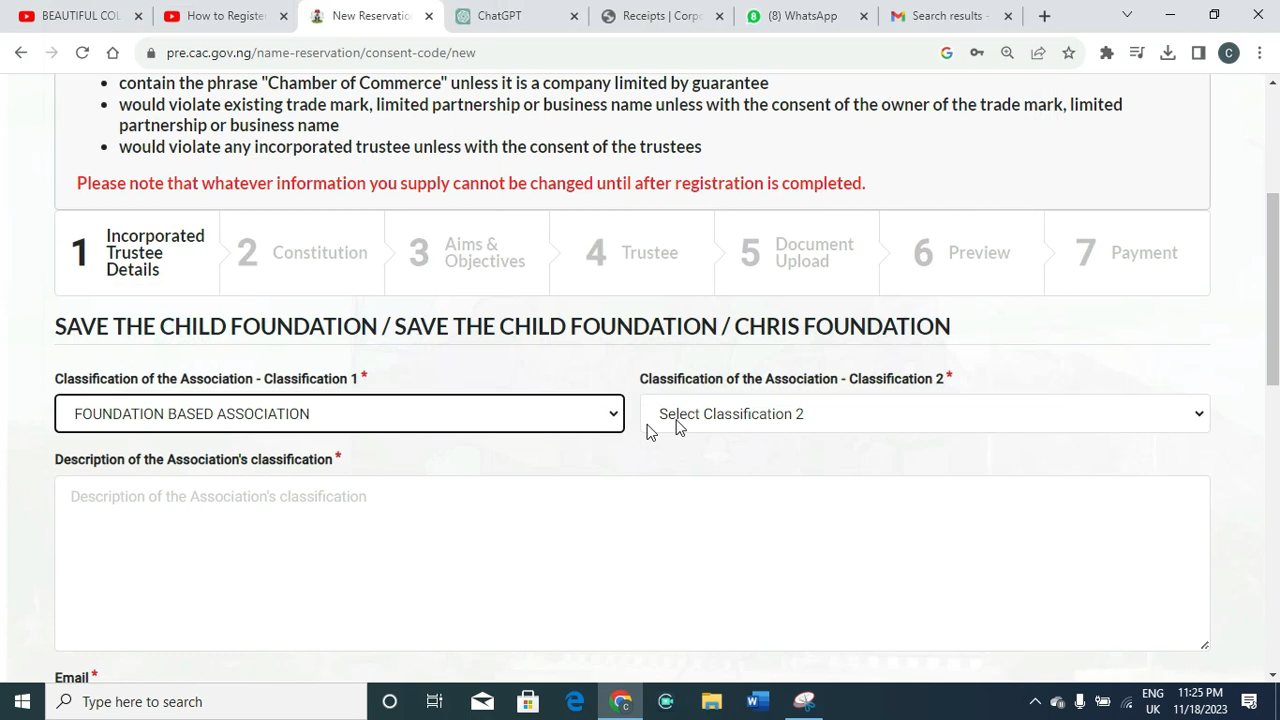 BEAUTIFUL COL
How to Registe
New Reservatio
ChatGPT
Receipts | Corpo
(8) WhatsApp
Search results -
pre.cac.gov.ng/name-reservation/consent-code/new
C
contain the phrase "Chamber of Commerce" unless it is a company limited by guarantee
would violate existing trade mark, limited partnership or business name unless with the consent of the owner of the trade mark, limited
partnership or business name
would violate any incorporated trustee unless with the consent of the trustees
Please note that whatever information you supply cannot be changed until after registration is completed.
1 Incorporated
Trustee
Details
2 Constitution
3 Aims &
Objectives
4 Trustee
5 Document
Upload
6 Preview
7 Payment
SAVE THE CHILD FOUNDATION / SAVE THE CHILD FOUNDATION / CHRIS FOUNDATION
Classification of the Association - Classification 1 *
Classification of the Association - Classification 2 *
FOUNDATION BASED ASSOCIATION
Select Classification 2
Description of the Association's classification *
Description of the Association's classification
Email *
Type here to search
ENG
UK
11:25 PM
11/18/2023